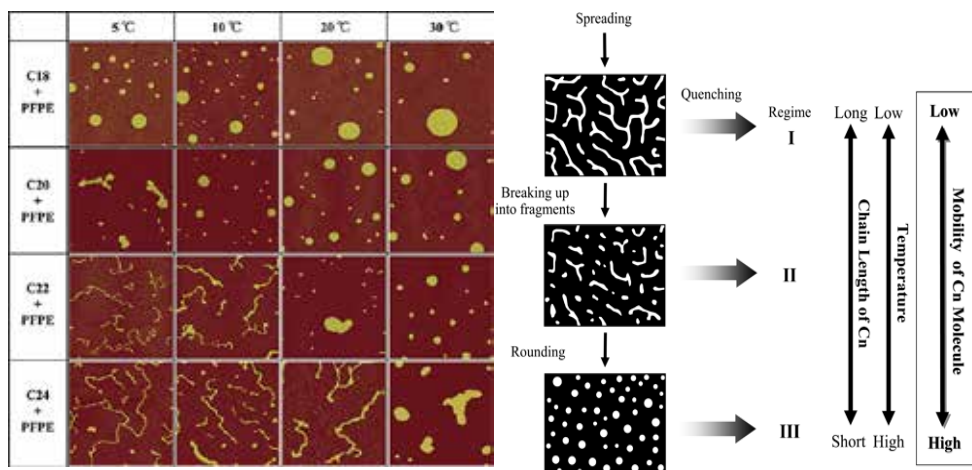 5℃ 10℃ 20℃ 30℃
C18
+
PFPE
C20
+
PFPE
C22
+
PFPE
C24
+
PFPE
Spreading
Quenching
Breaking up
into fragments
Rounding
Regime
I
II
III
Long
Chain Length of Cn
Short
Low
Temperature
High
Low
Mobility of Cn Molecule
High